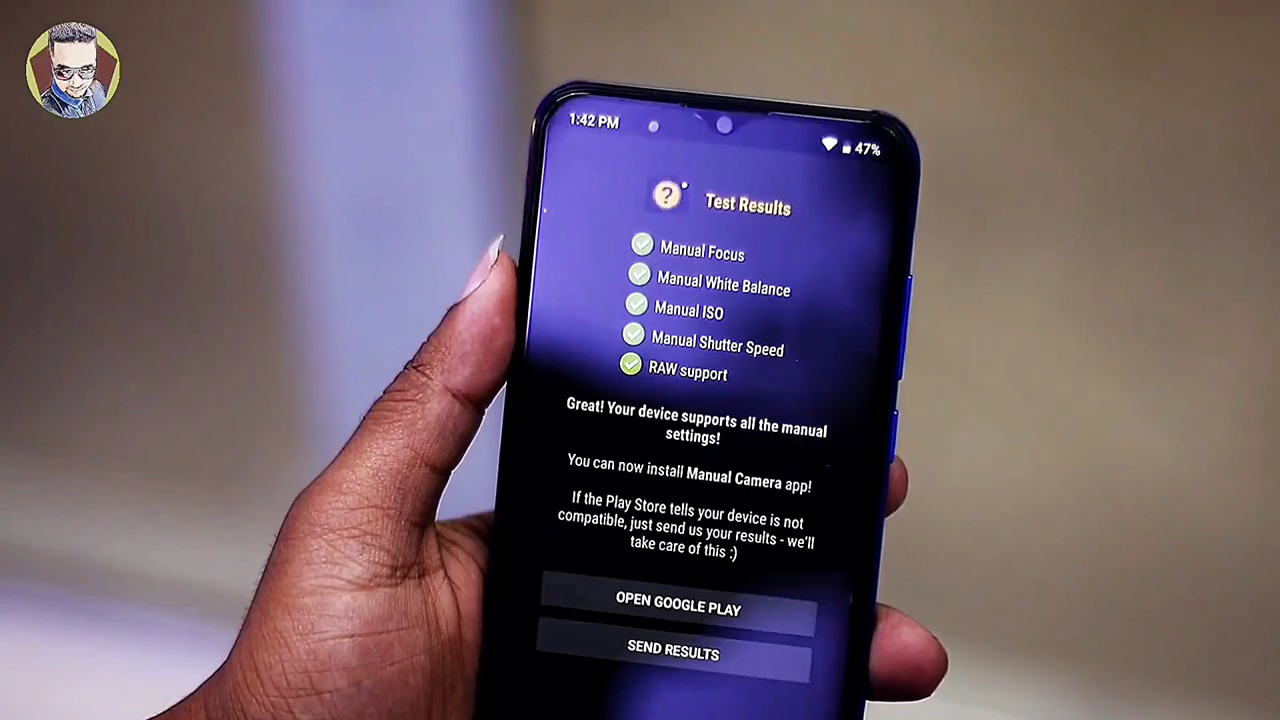 1:42 PM
47%
?
Test Results
Manual Focus
Manual White Balance
Manual ISO
Manual Shutter Speed
RAW support
Great! Your device supports all the manual
settings!
You can now install Manual Camera app!
If the Play Store tells your device is not
compatible, just send us your results - we'll
take care of this :)
OPEN GOOGLE PLAY
SEND RESULTS